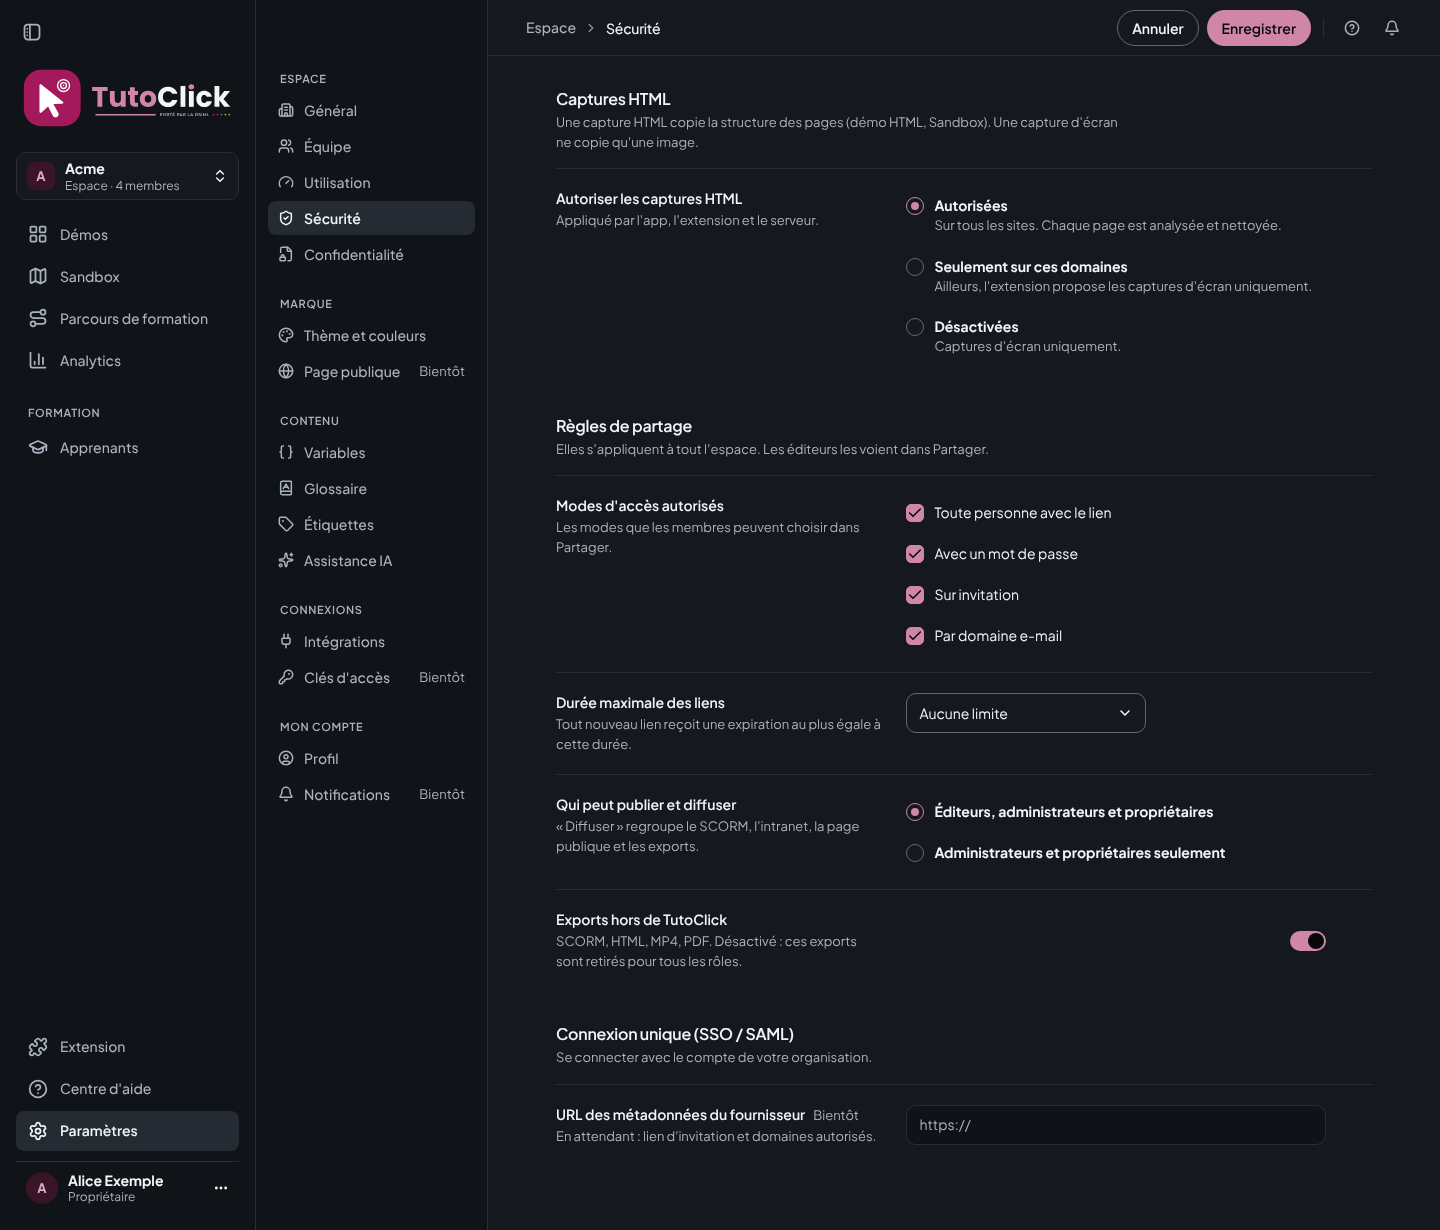 TutoClick
PORTÉ PAR LA DSIML
A
Acme
Espace · 4 membres
Démos
Sandbox
Parcours de formation
Analytics
FORMATION
Apprenants
Extension
Centre d'aide
Paramètres
A
Alice Exemple
Propriétaire
ESPACE
Général
Équipe
Utilisation
Sécurité
Confidentialité
MARQUE
Thème et couleurs
Page publique Bientôt
CONTENU
Variables
Glossaire
Étiquettes
Assistance IA
CONNEXIONS
Intégrations
Clés d'accès Bientôt
MON COMPTE
Profil
Notifications Bientôt
Espace > Sécurité
Annuler
Enregistrer
Captures HTML
Une capture HTML copie la structure des pages (démo HTML, Sandbox). Une capture d'écran
ne copie qu'une image.
Autoriser les captures HTML
Appliqué par l'app, l'extension et le serveur.
Autorisées
Sur tous les sites. Chaque page est analysée et nettoyée.
Seulement sur ces domaines
Ailleurs, l'extension propose les captures d'écran uniquement.
Désactivées
Captures d'écran uniquement.
Règles de partage
Elles s'appliquent à tout l'espace. Les éditeurs les voient dans Partager.
Modes d'accès autorisés
Les modes que les membres peuvent choisir dans
Partager.
Toute personne avec le lien
Avec un mot de passe
Sur invitation
Par domaine e-mail
Durée maximale des liens
Tout nouveau lien reçoit une expiration au plus égale à
cette durée.
Aucune limite
Qui peut publier et diffuser
« Diffuser » regroupe le SCORM, l'intranet, la page
publique et les exports.
Éditeurs, administrateurs et propriétaires
Administrateurs et propriétaires seulement
Exports hors de TutoClick
SCORM, HTML, MP4, PDF. Désactivé : ces exports
sont retirés pour tous les rôles.
Connexion unique (SSO / SAML)
Se connecter avec le compte de votre organisation.
URL des métadonnées du fournisseur Bientôt
En attendant : lien d'invitation et domaines autorisés.
https://